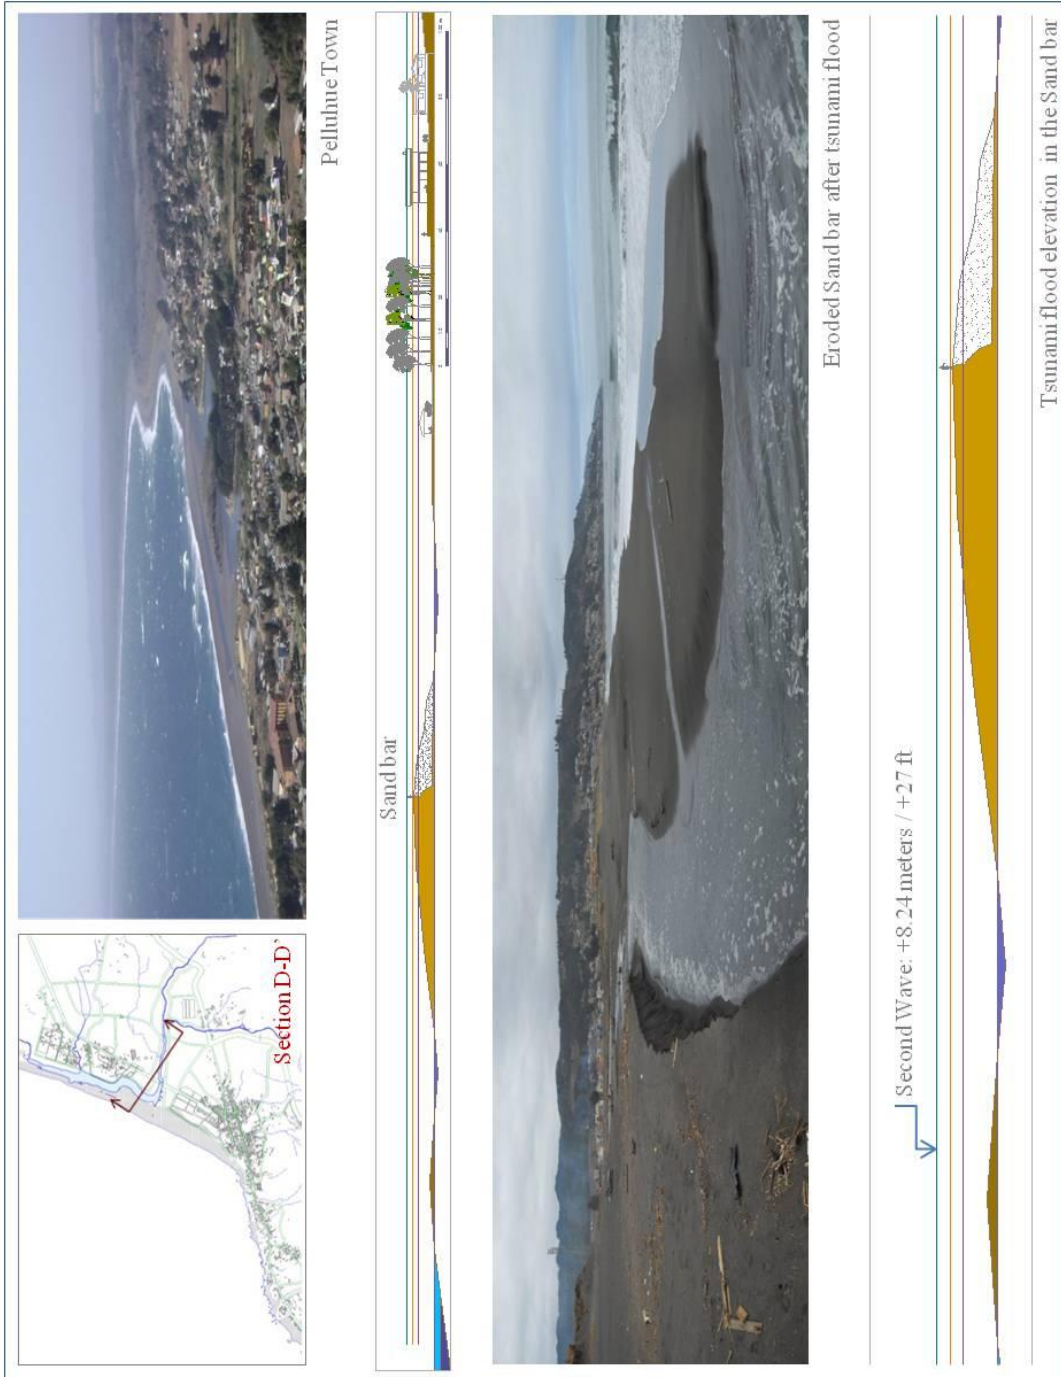 Section D-D`
Pelluhue Town
Sand bar
Eroded Sand bar after tsunami flood
Second Wave: +8.24 meters / +27 ft
Tsunami flood elevation in the Sand bar